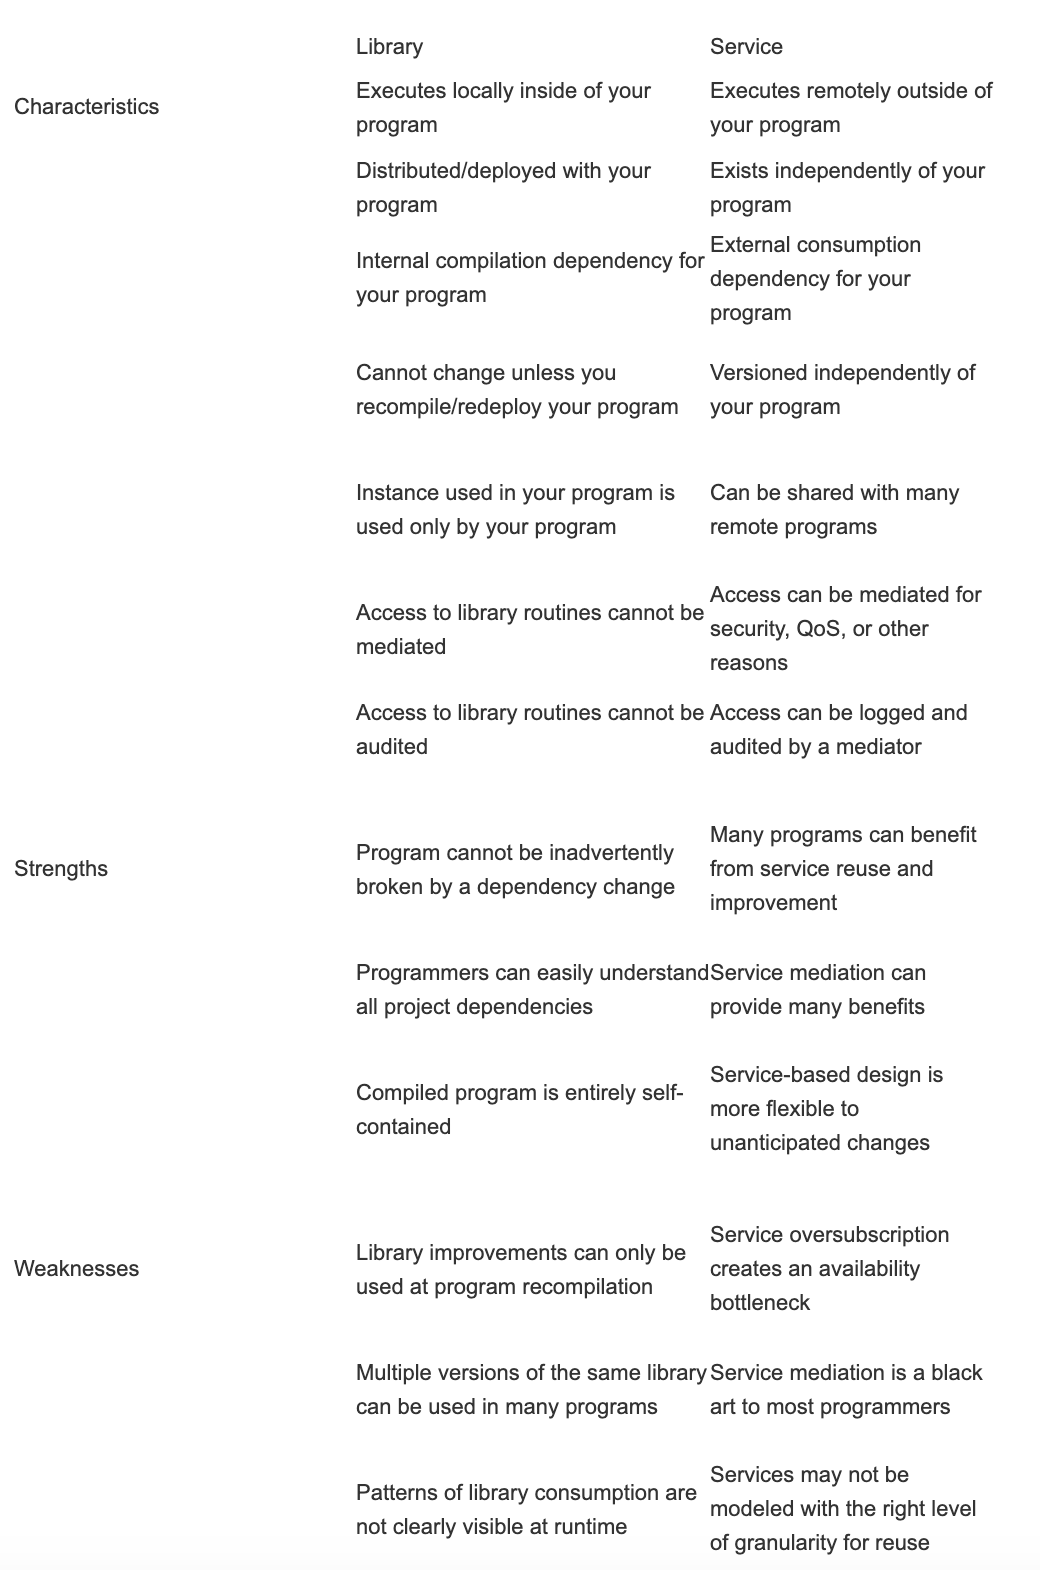 Library
Service
Characteristics
Executes locally inside of your
program
Executes remotely outside of
your program
Distributed/deployed with your
program
Exists independently of your
program
Internal compilation dependency for
your program
External consumption
dependency for your
program
Cannot change unless you
recompile/redeploy your program
Versioned independently of
your program
Instance used in your program is
used only by your program
Can be shared with many
remote programs
Access to library routines cannot be
mediated
Access can be mediated for
security, QoS, or other
reasons
Access to library routines cannot be
audited
Access can be logged and
audited by a mediator
Strengths
Program cannot be inadvertently
broken by a dependency change
Many programs can benefit
from service reuse and
improvement
Programmers can easily understand
all project dependencies
Service mediation can
provide many benefits
Compiled program is entirely self-
contained
Service-based design is
more flexible to
unanticipated changes
Weaknesses
Library improvements can only be
used at program recompilation
Service oversubscription
creates an availability
bottleneck
Multiple versions of the same library
can be used in many programs
Service mediation is a black
art to most programmers
Patterns of library consumption are
not clearly visible at runtime
Services may not be
modeled with the right level
of granularity for reuse